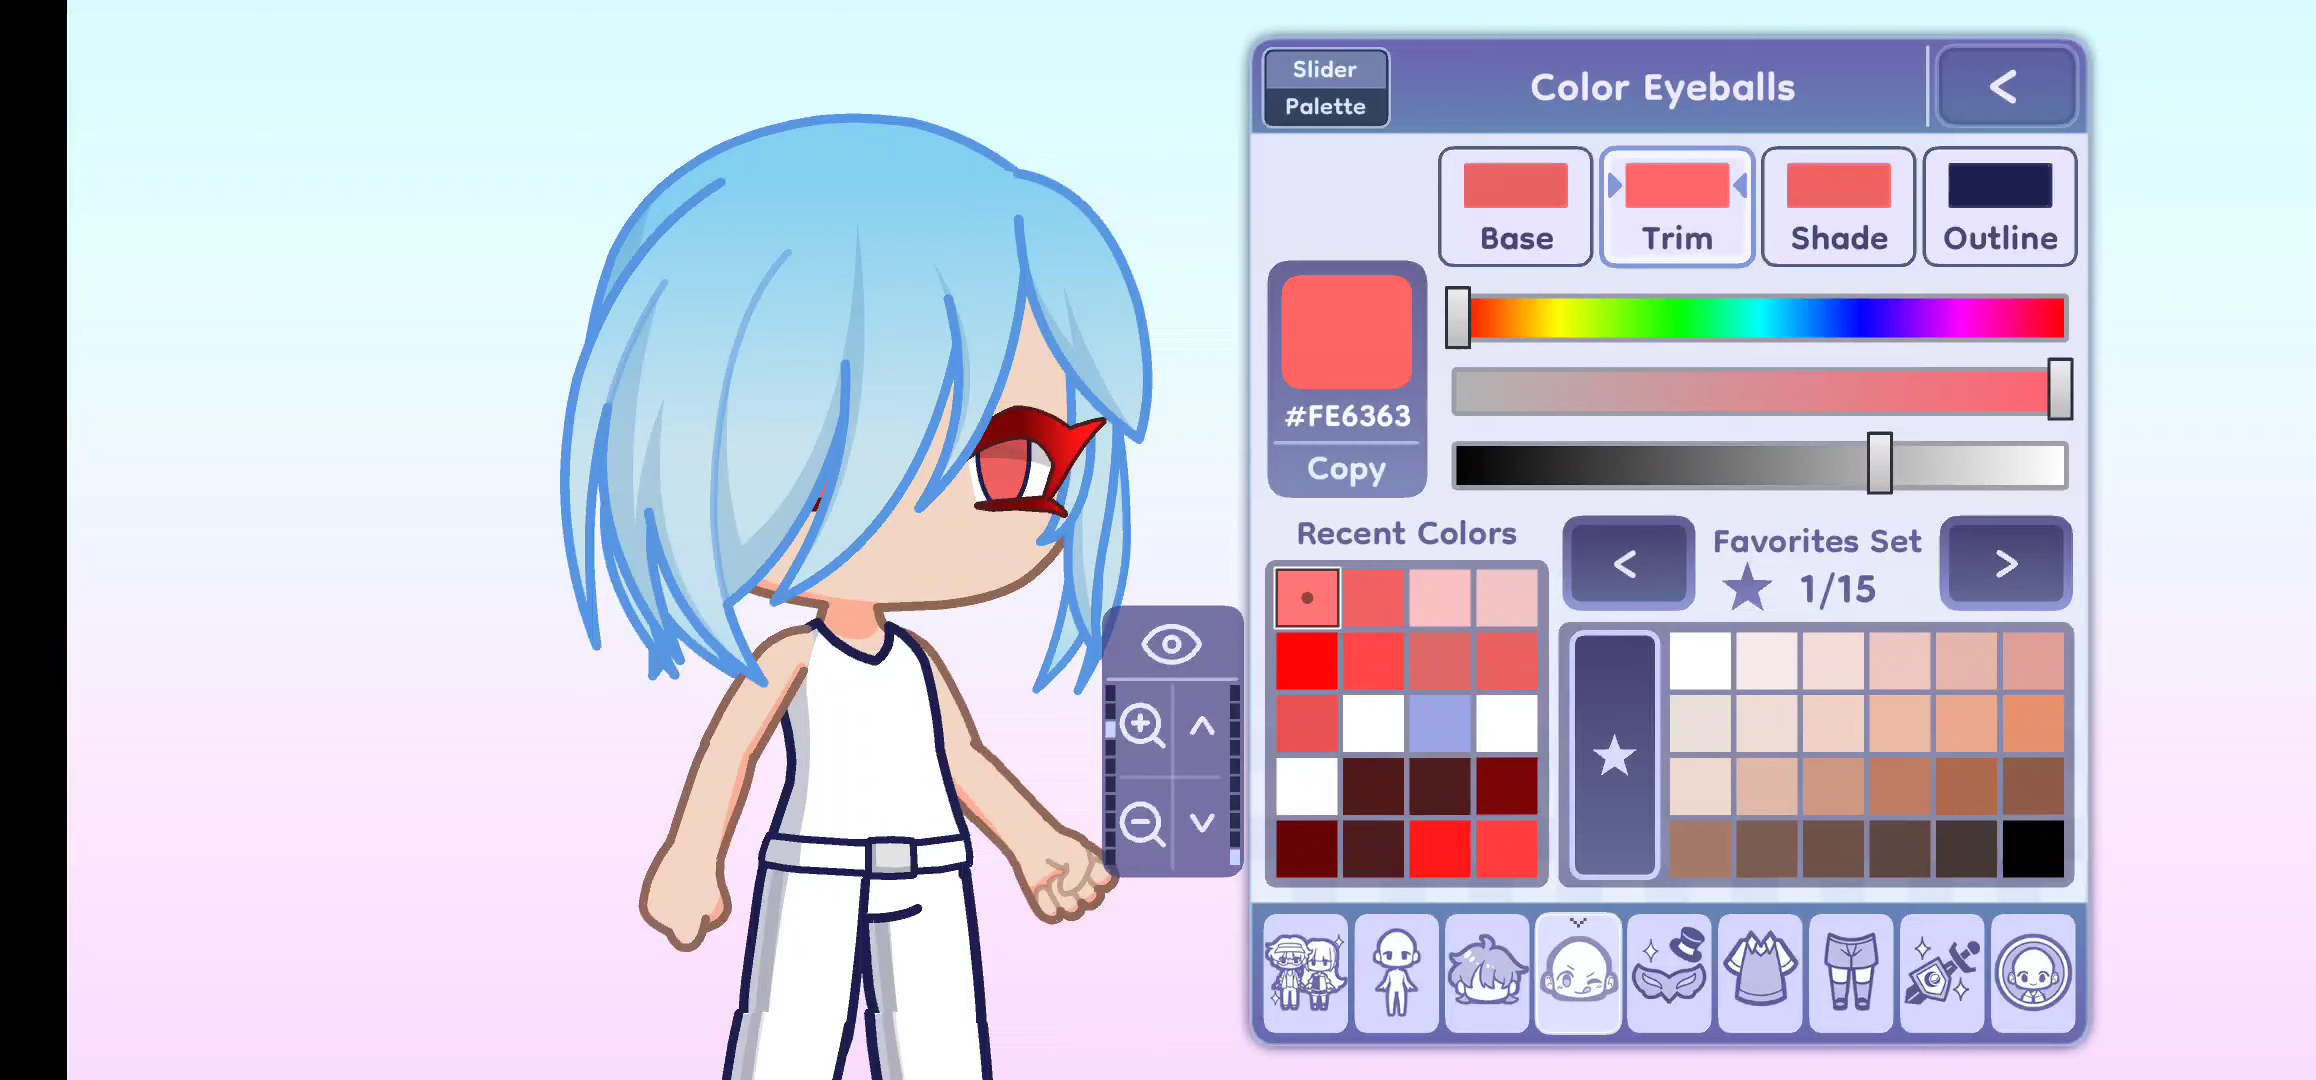 Slider
Palette
Color Eyeballs
<
Base
Trim
Shade
Outline
#FE6363
Copy
Recent Colors
<
Favorites Set
1/15
>